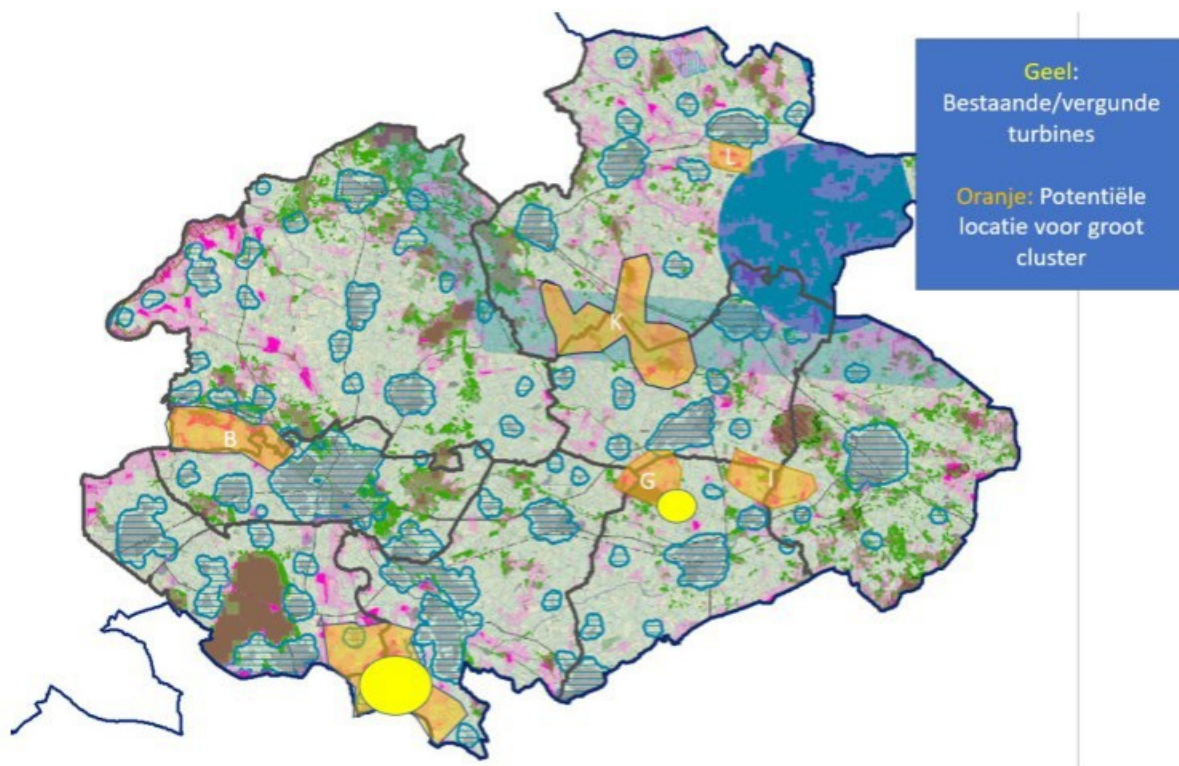 Geel:
Bestaande/vergunde
turbines
Oranje: Potentiële
locatie voor groot
cluster
L
K
B
G
I